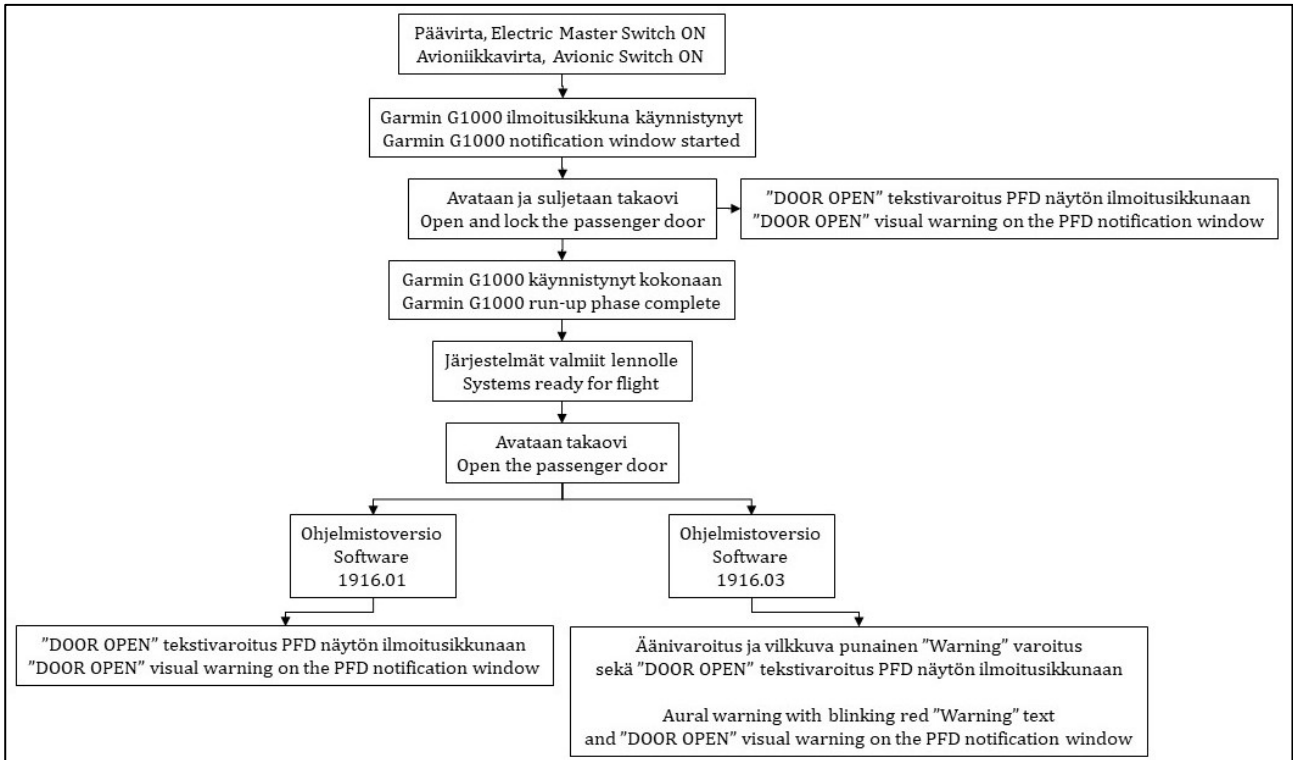 Päävirta, Electric Master Switch ON
Avioniikkavirta, Avionic Switch ON
Garmin G1000 ilmoitusikkuna käynnistynyt
Garmin G1000 notification window started
Avataan ja suljetaan takaovi
Open and lock the passenger door
”DOOR OPEN” tekstivaroitus PFD näytön ilmoitusikkunaan
”DOOR OPEN” visual warning on the PFD notification window
Garmin G1000 käynnistynyt kokonaan
Garmin G1000 run-up phase complete
Järjestelmät valmiit lennolle
Systems ready for flight
Avataan takaovi
Open the passenger door
Ohjelmistoversio
Software
1916.01
Ohjelmistoversio
Software
1916.03
”DOOR OPEN” tekstivaroitus PFD näytön ilmoitusikkunaan
”DOOR OPEN” visual warning on the PFD notification window
Äänivaroitus ja vilkkuva punainen ”Warning” varoitus
sekä ”DOOR OPEN” tekstivaroitus PFD näytön ilmoitusikkunaan
Aural warning with blinking red ”Warning” text
and ”DOOR OPEN” visual warning on the PFD notification window